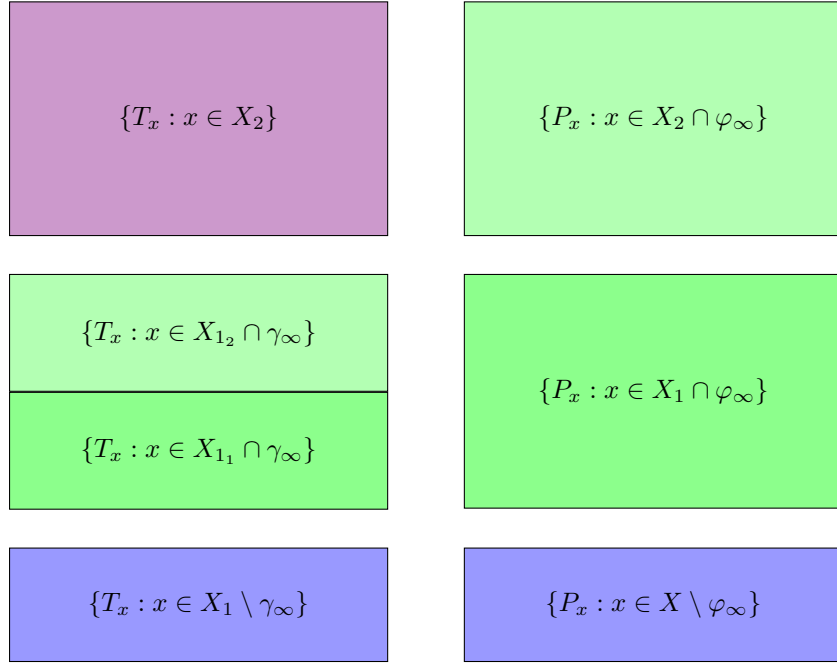 {T_x : x ∈ X_2}
{P_x : x ∈ X_2 ∩ φ_∞}
{T_x : x ∈ X_{1_2} ∩ γ_∞}
{P_x : x ∈ X_1 ∩ φ_∞}
{T_x : x ∈ X_{1_1} ∩ γ_∞}
{T_x : x ∈ X_1 \ γ_∞}
{P_x : x ∈ X \ φ_∞}